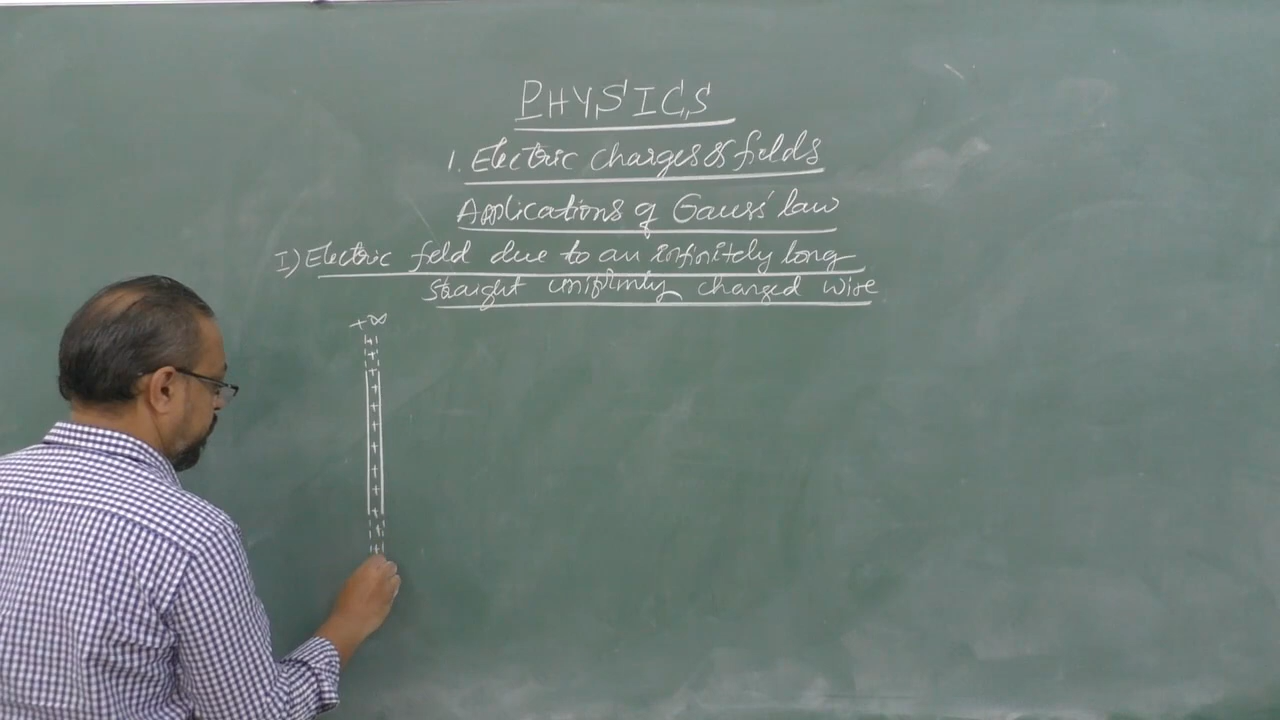 PHYSICS
1. Electric charges & fields
Applications of Gauss' law
I) Electric field due to an infinitely long
straight uniformly charged wire
+∞
+
+
+
+
+
+
+
+
+
+
+
+